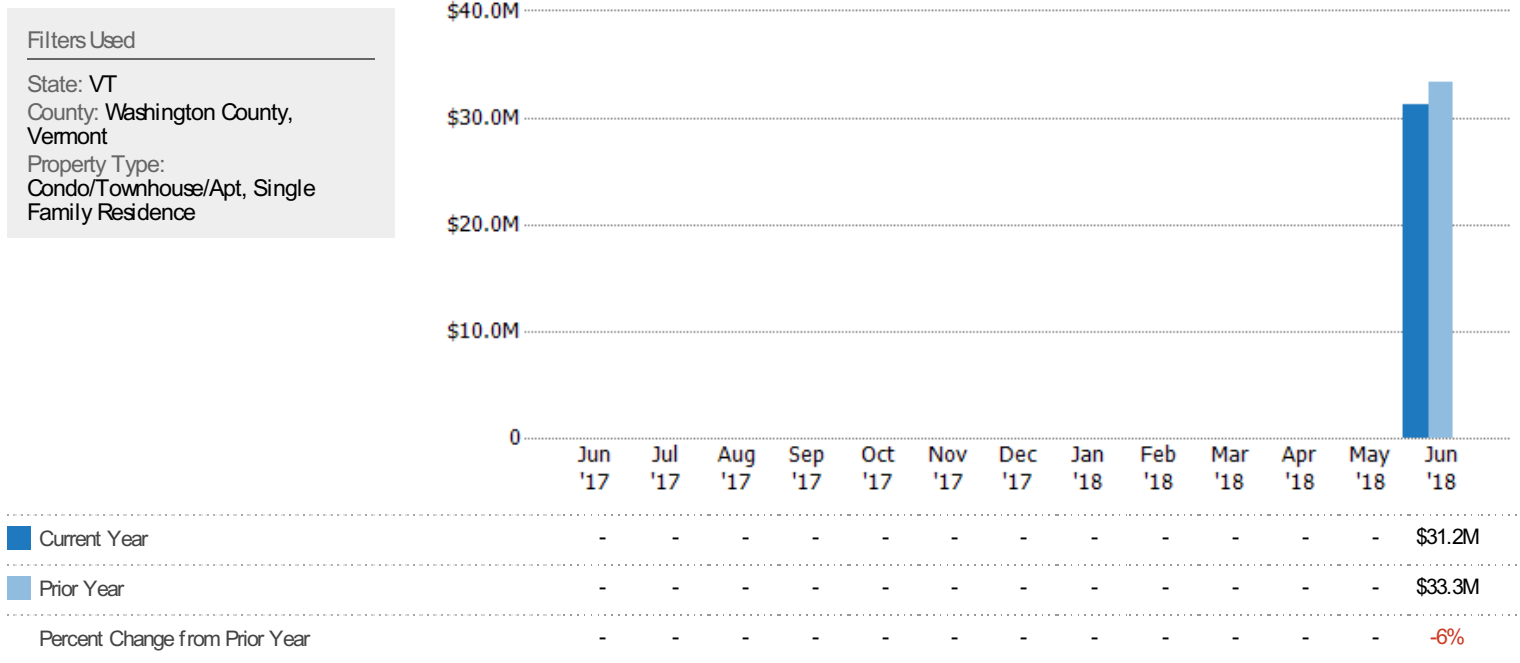 Filters Used
State: VT
County: Washington County,
Vermont
Property Type:
Condo/Townhouse/Apt, Single
Family Residence
$40.0M
$30.0M
$20.0M
$10.0M
0
Jun Jul Aug Sep Oct Nov Dec Jan Feb Mar Apr May Jun
'17 '17 '17 '17 '17 '17 '17 '18 '18 '18 '18 '18 '18
Current Year - - - - - - - - - - - - $31.2M
Prior Year - - - - - - - - - - - - $33.3M
Percent Change from Prior Year - - - - - - - - - - - - -6%